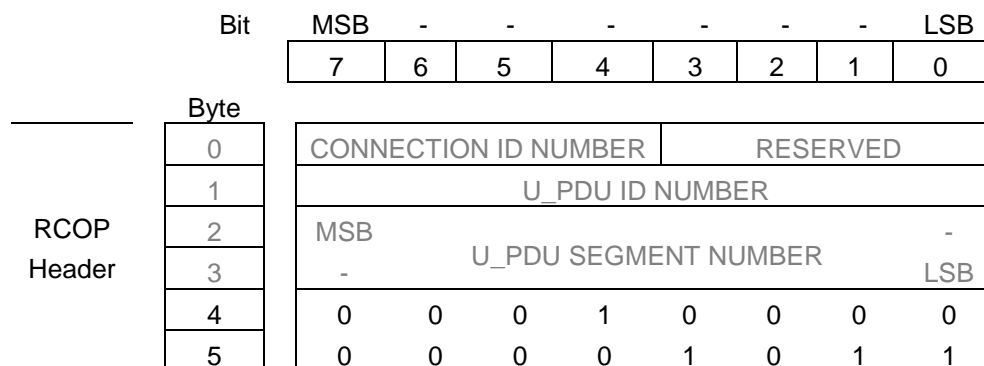 Bit MSB - - - - - - LSB
7 6 5 4 3 2 1 0
Byte
0 CONNECTION ID NUMBER RESERVED
1 U_PDU ID NUMBER
RCOP 2 MSB U_PDU SEGMENT NUMBER -
Header 3 - LSB
4 0 0 0 1 0 0 0 0
5 0 0 0 0 1 0 1 1